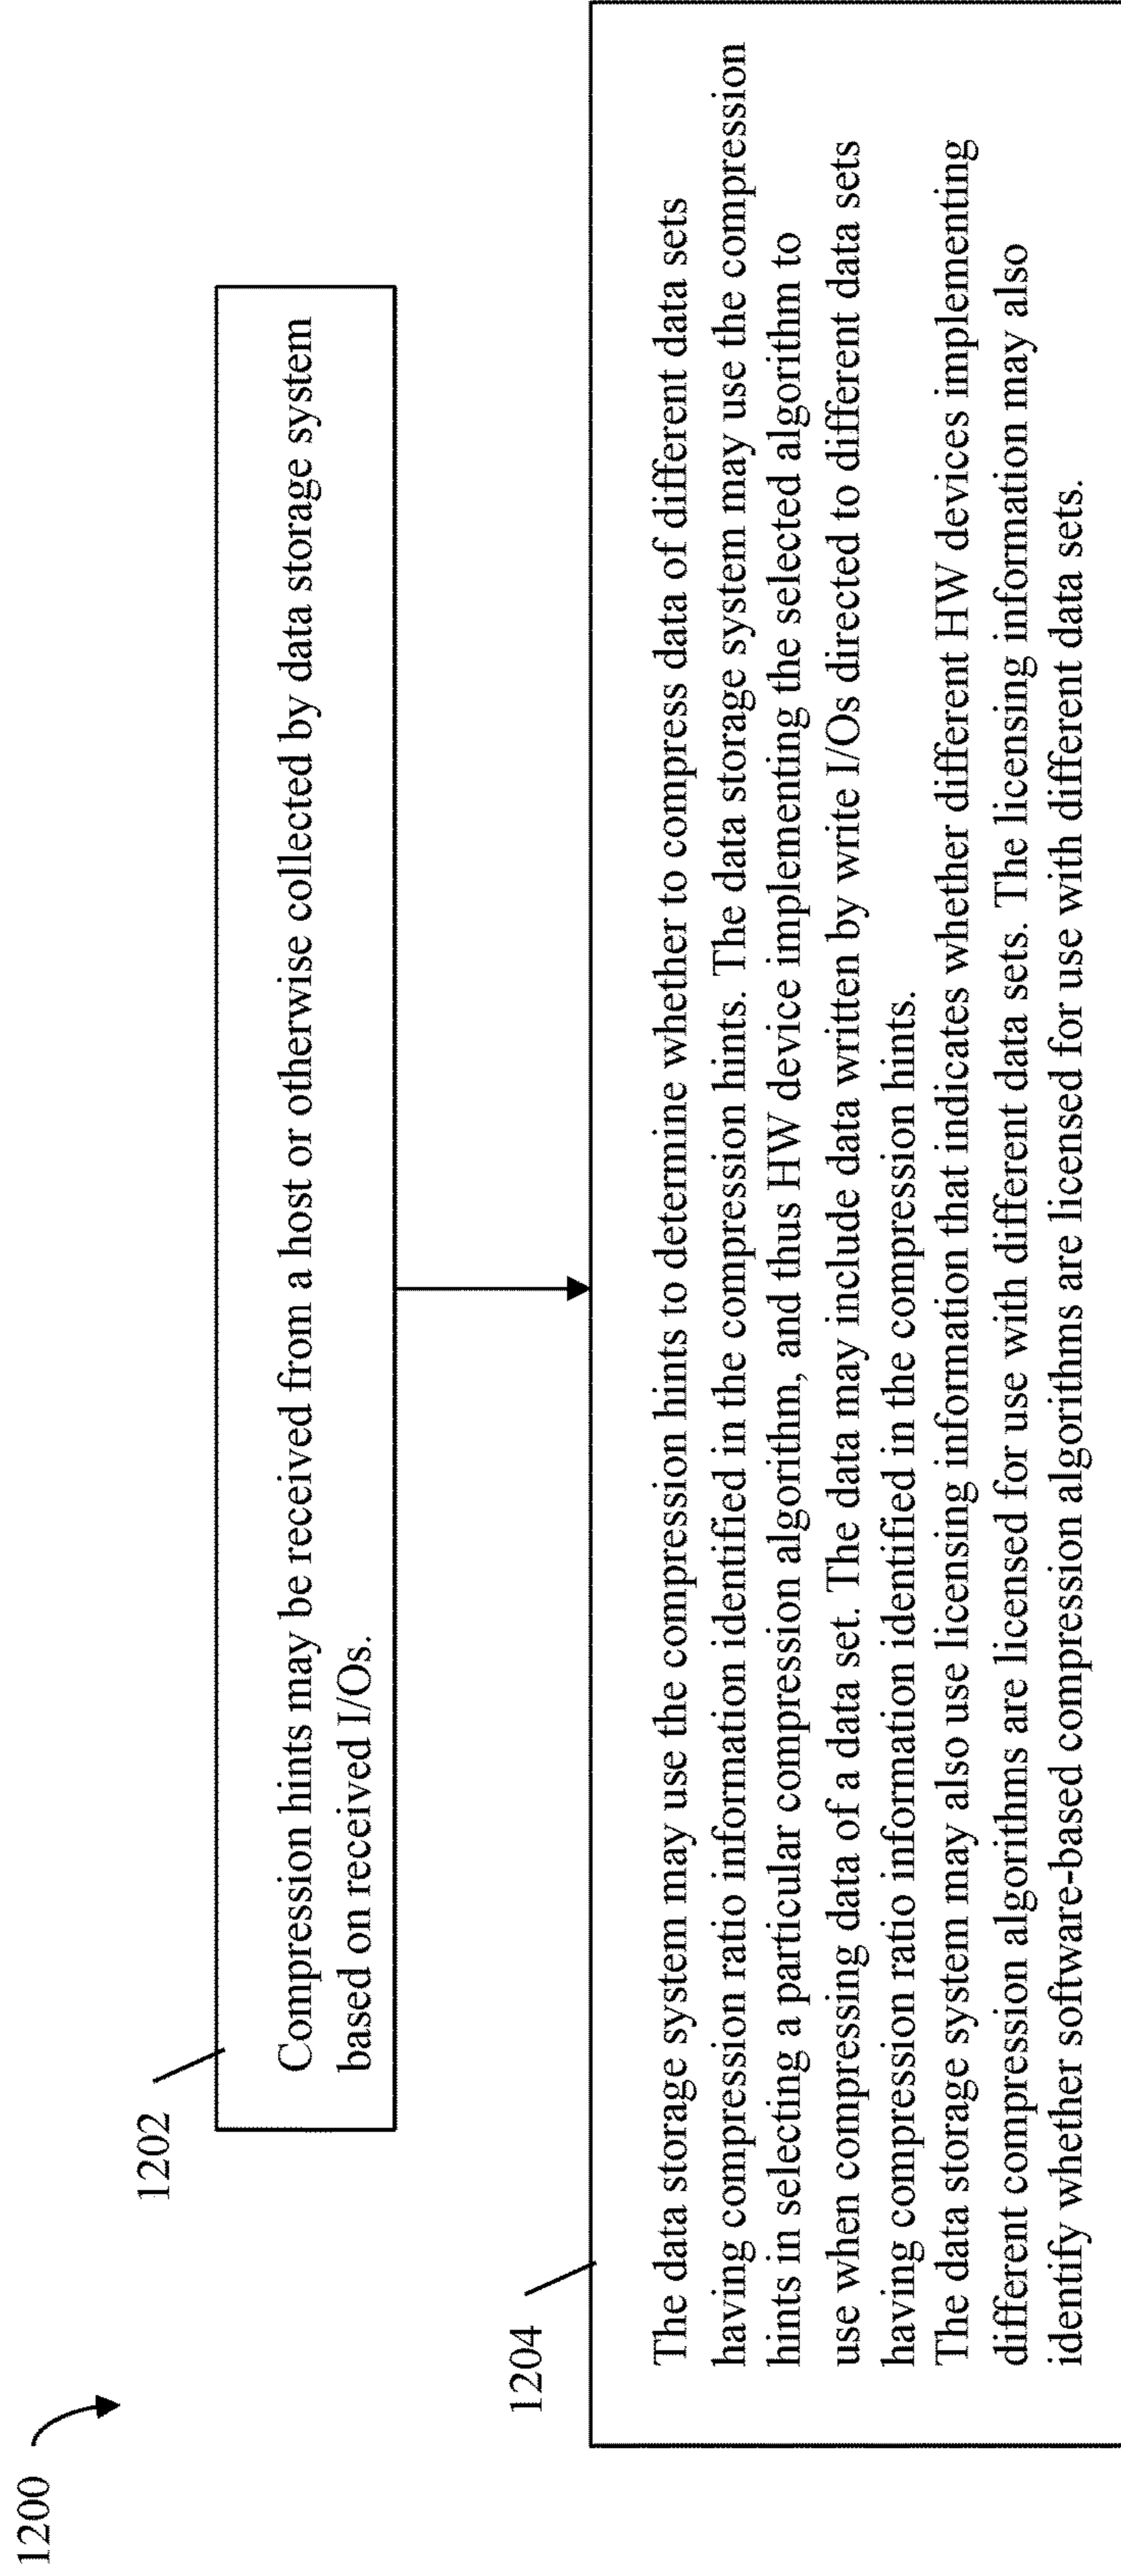 1200
1202
Compression hints may be received from a host or otherwise collected by data storage system
based on received I/Os.
1204
The data storage system may use the compression hints to determine whether to compress data of different data sets
having compression ratio information identified in the compression hints. The data storage system may use the compression
hints in selecting a particular compression algorithm, and thus HW device implementing the selected algorithm to
use when compressing data of a data set. The data may include data written by write I/Os directed to different data sets
having compression ratio information identified in the compression hints.
The data storage system may also use licensing information that indicates whether different HW devices implementing
different compression algorithms are licensed for use with different data sets. The licensing information may also
identify whether software-based compression algorithms are licensed for use with different data sets.